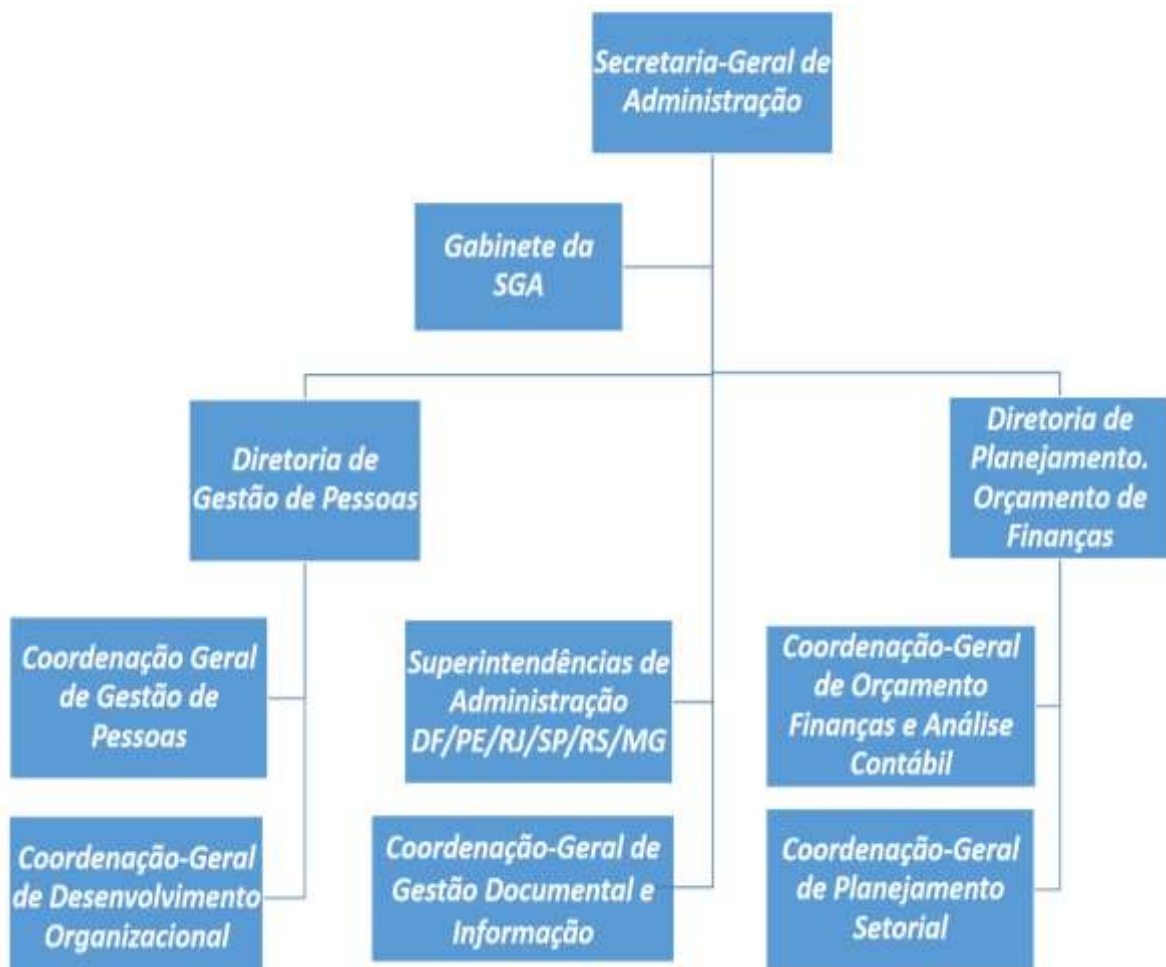 Secretaria-Geral de
Administração
Gabinete da
SGA
Diretoria de
Gestão de Pessoas
Diretoria de
Planejamento.
Orçamento de
Finanças
Coordenação Geral
de Gestão de
Pessoas
Superintendências de
Administração
DF/PE/RJ/SP/RS/MG
Coordenação-Geral
de Orçamento
Finanças e Análise
Contábil
Coordenação-Geral
de Desenvolvimento
Organizacional
Coordenação-Geral de
Gestão Documental e
Informação
Coordenação-Geral
de Planejamento
Setorial